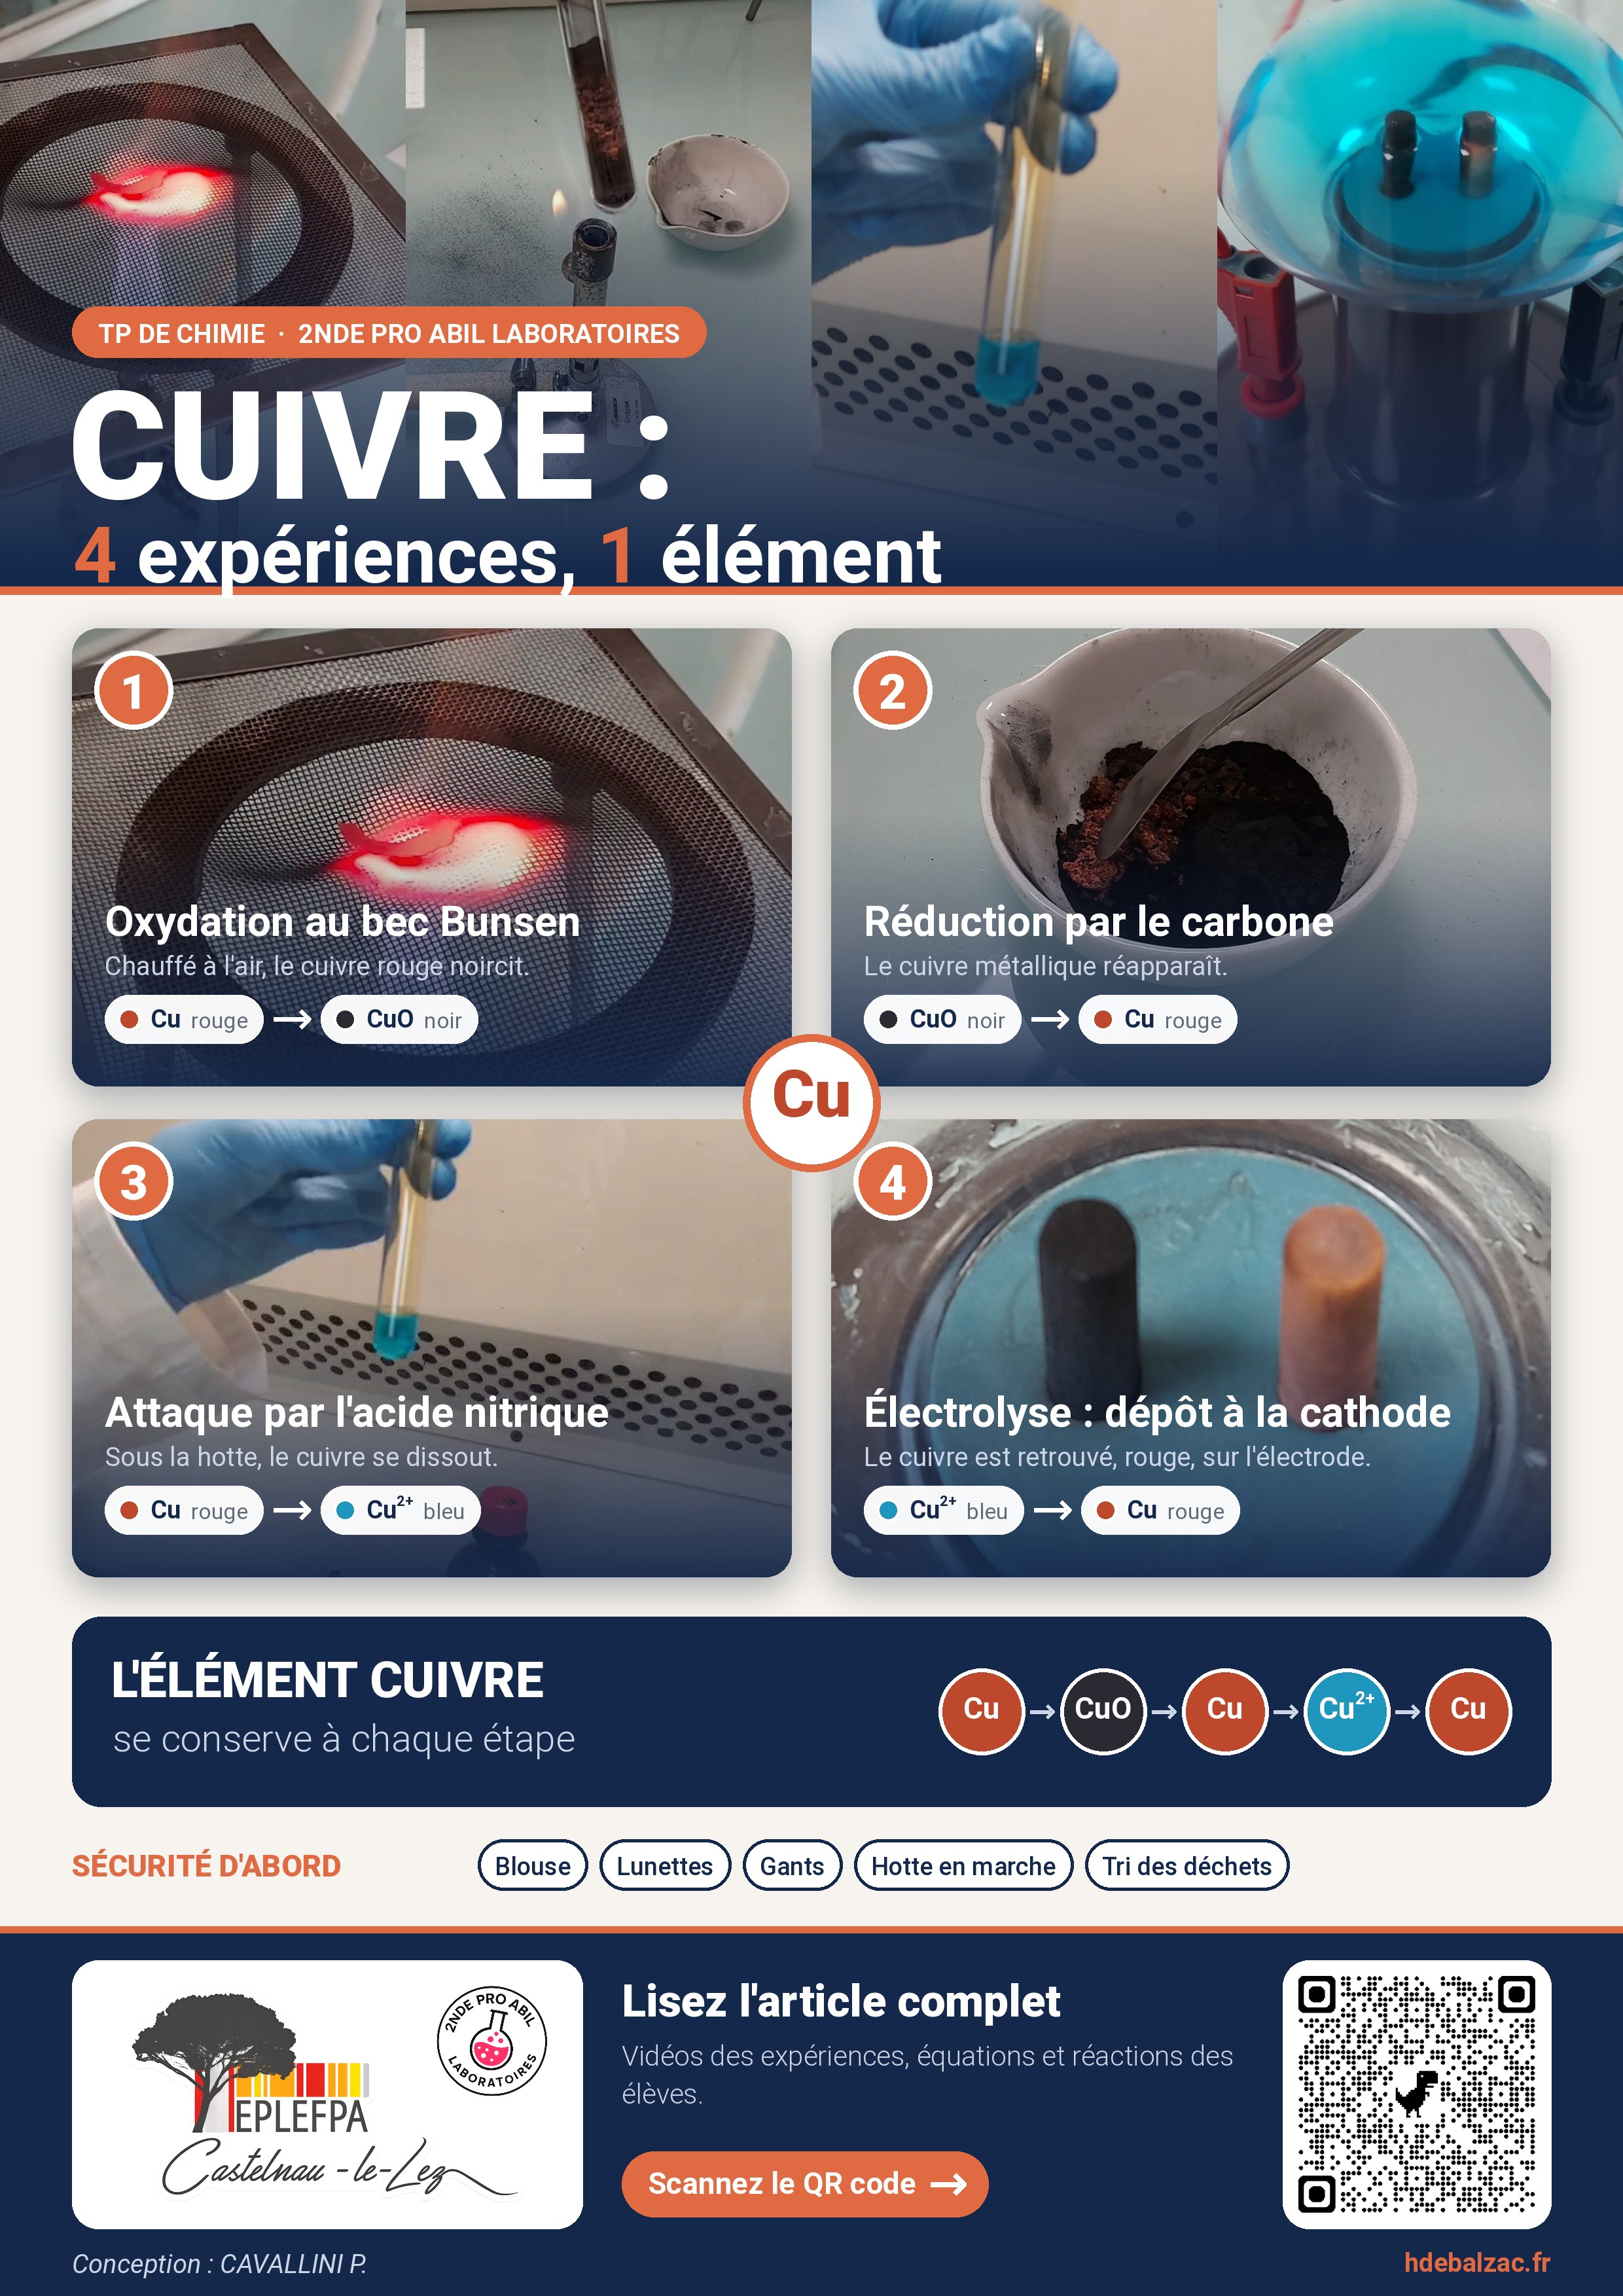 TP DE CHIMIE · 2NDE PRO ABIL LABORATOIRES
CUIVRE :
4 expériences, 1 élément
1
Oxydation au bec Bunsen
Chauffé à l'air, le cuivre rouge noircit.
Cu rouge → CuO noir
2
Réduction par le carbone
Le cuivre métallique réapparaît.
CuO noir → Cu rouge
Cu
3
Attaque par l'acide nitrique
Sous la hotte, le cuivre se dissout.
Cu rouge → Cu²⁺ bleu
4
Électrolyse : dépôt à la cathode
Le cuivre est retrouvé, rouge, sur l'électrode.
Cu²⁺ bleu → Cu rouge
L'ÉLÉMENT CUIVRE
se conserve à chaque étape
Cu → CuO → Cu → Cu²⁺ → Cu
SÉCURITÉ D'ABORD
Blouse Lunettes Gants Hotte en marche Tri des déchets
EPLEFPA
Castelnau-le-Lez
2NDE PRO ABIL
LABORATOIRES
Lisez l'article complet
Vidéos des expériences, équations et réactions des
élèves.
Scannez le QR code →
Conception : CAVALLINI P.
hdebalzac.fr